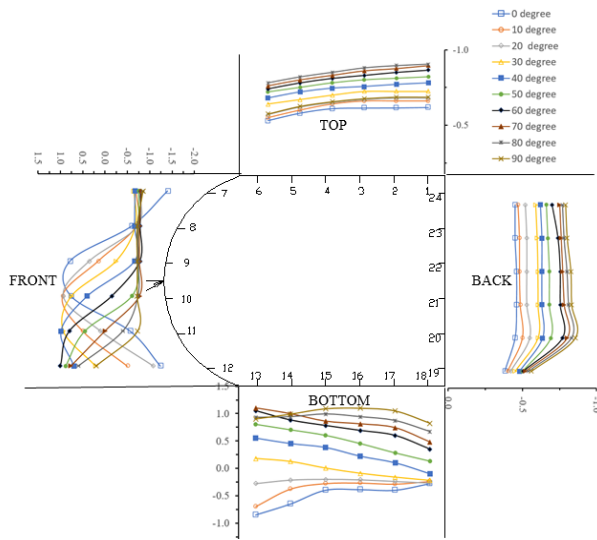 0 degree
10 degree
20 degree
30 degree
40 degree
50 degree
60 degree
70 degree
80 degree
90 degree
-1.0
-0.5
TOP
1.5 1.0 0.5 0.0 -0.5 -1.0 -1.5 -2.0
6 5 4 3 2 1
7
8
9
10
11
12
24
23
22
21
20
19
FRONT
BACK
13 14 15 16 17 18
BOTTOM
1.5
1.0
0.5
0.0
-0.5
-1.0
0.0 -0.5 -1.0